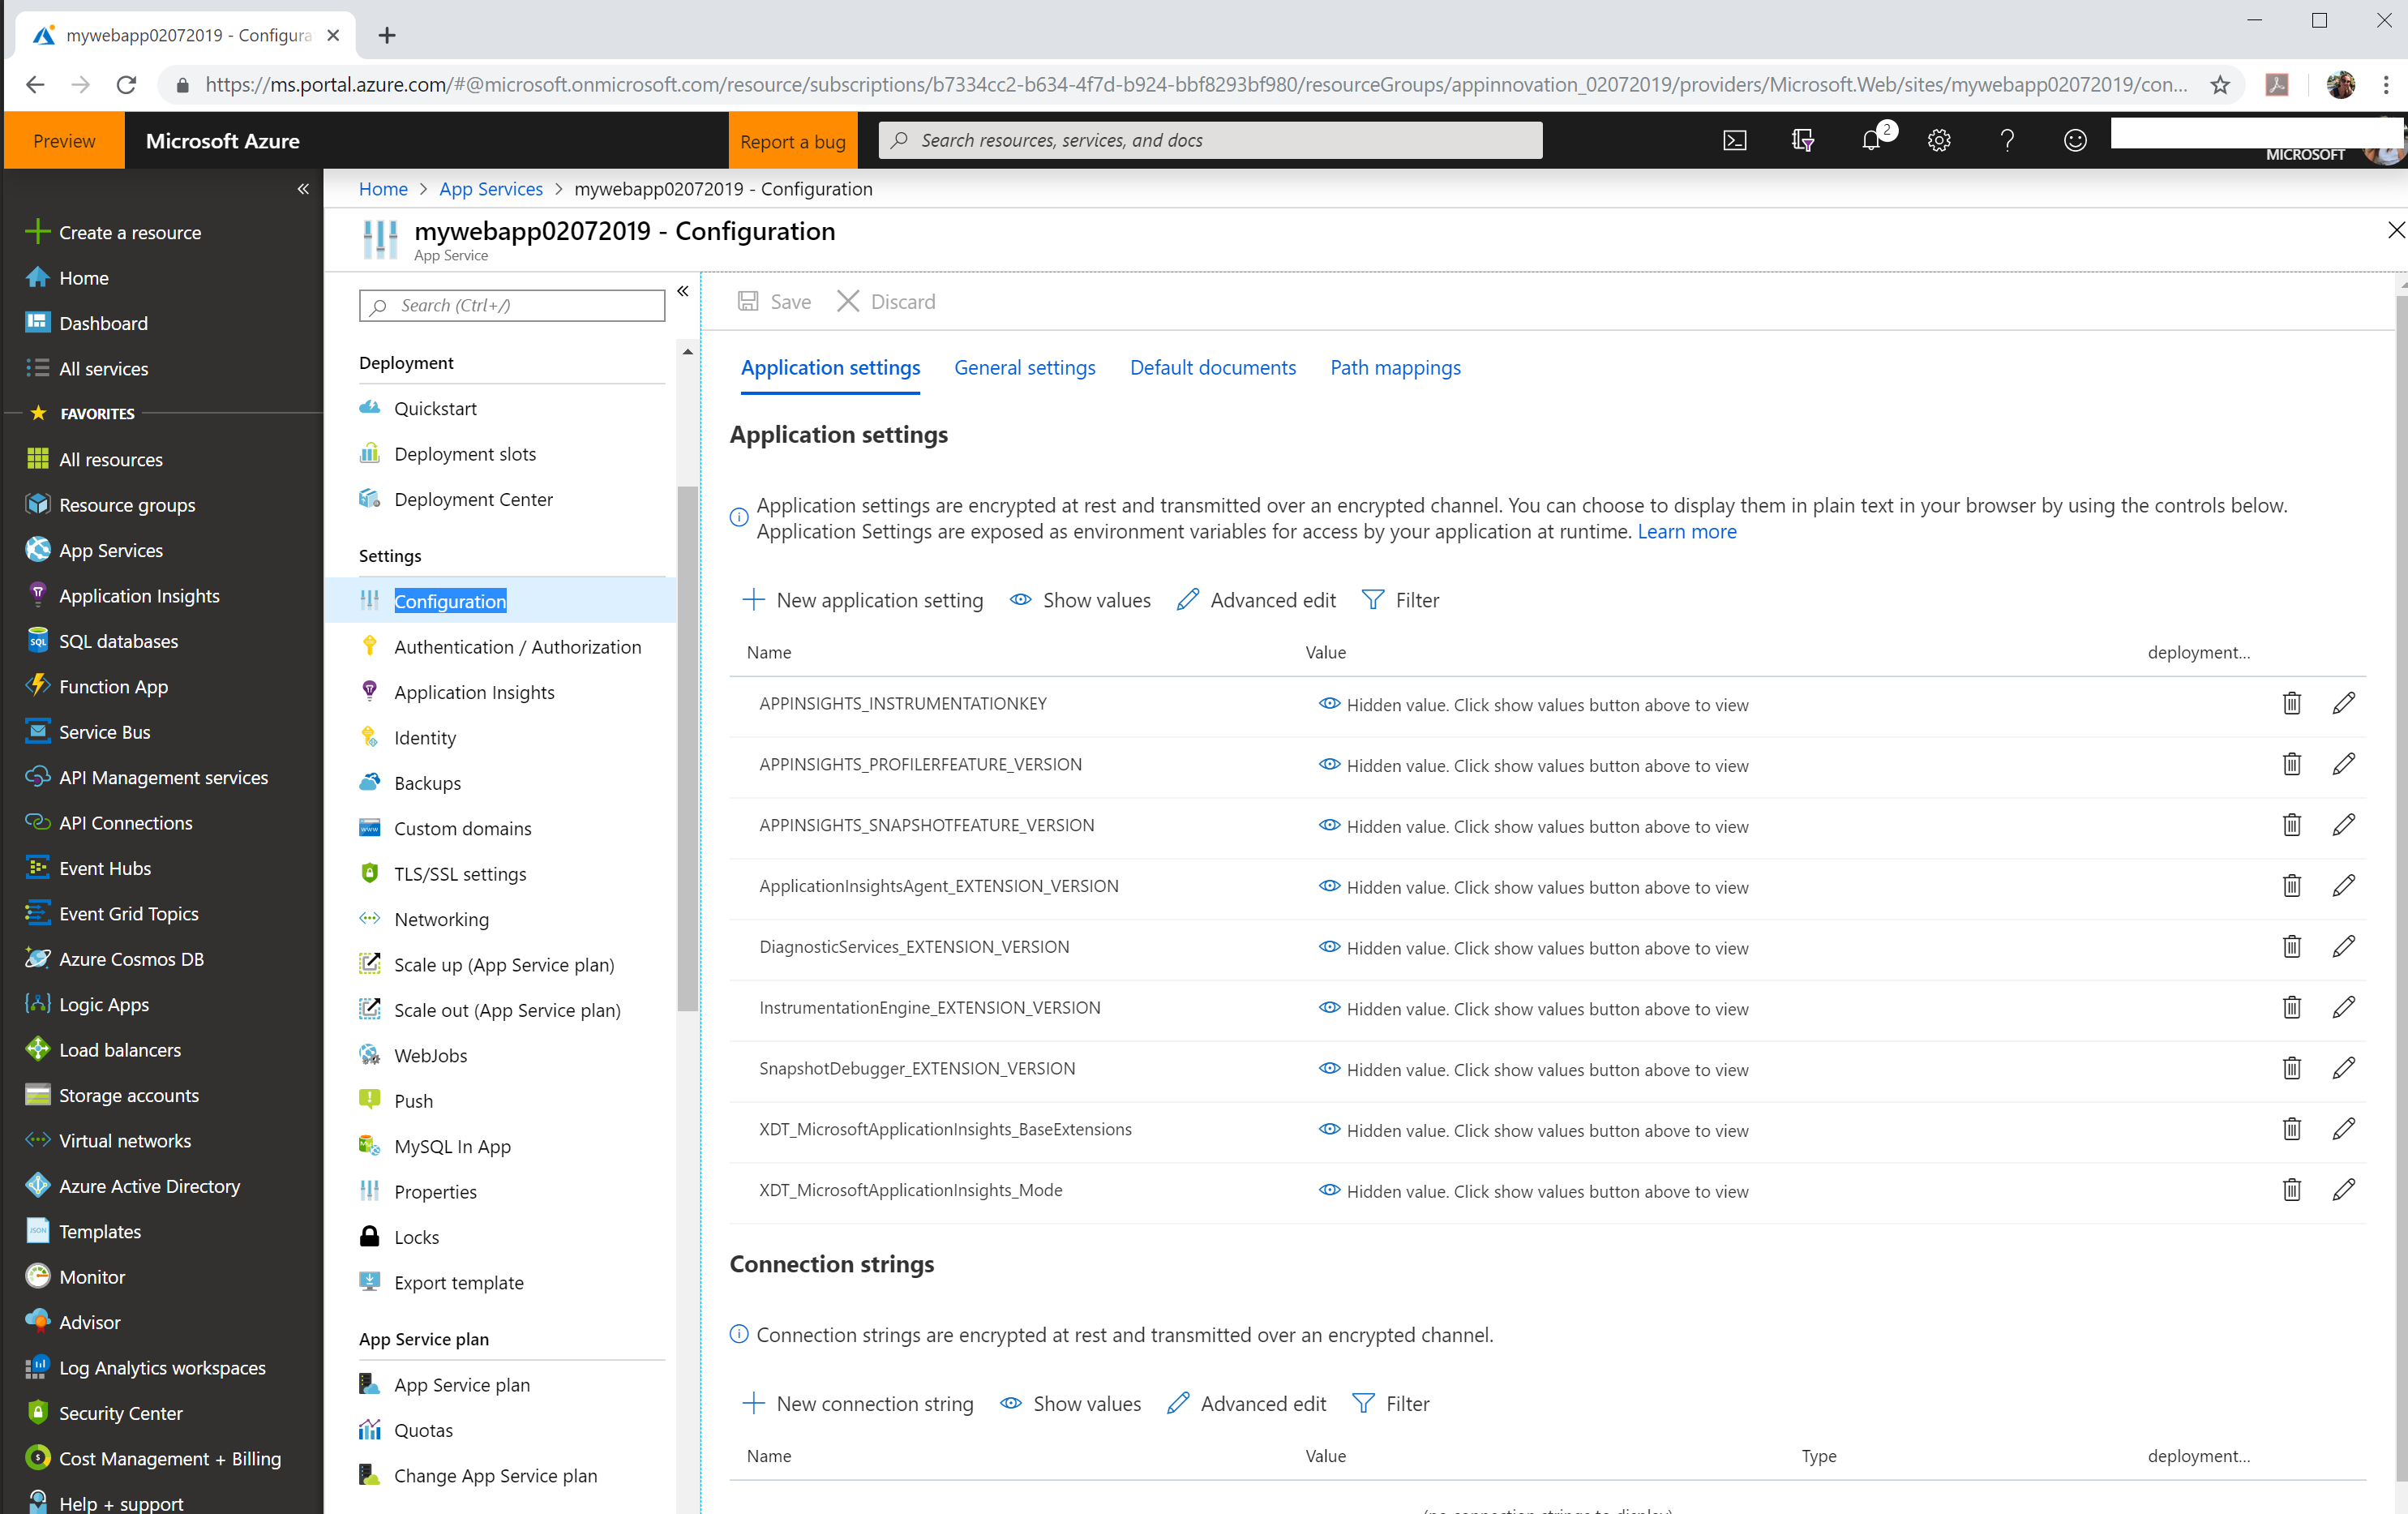 mywebapp02072019 - Configura
https://ms.portal.azure.com/#@microsoft.onmicrosoft.com/resource/subscriptions/b7334cc2-b634-4f7d-b924-bbf8293bf980/resourceGroups/appinnovation_02072019/providers/Microsoft.Web/sites/mywebapp02072019/con...
Preview
Microsoft Azure
Report a bug
Search resources, services, and docs
2
MICROSOFT
Create a resource
Home
Dashboard
All services
FAVORITES
All resources
Resource groups
App Services
Application Insights
SQL databases
Function App
Service Bus
API Management services
API Connections
Event Hubs
Event Grid Topics
Azure Cosmos DB
Logic Apps
Load balancers
Storage accounts
Virtual networks
Azure Active Directory
Templates
Monitor
Advisor
Log Analytics workspaces
Security Center
Cost Management + Billing
Help + support
Home > App Services > mywebapp02072019 - Configuration
mywebapp02072019 - Configuration
App Service
Search (Ctrl+/)
Deployment
Quickstart
Deployment slots
Deployment Center
Settings
Configuration
Authentication / Authorization
Application Insights
Identity
Backups
Custom domains
TLS/SSL settings
Networking
Scale up (App Service plan)
Scale out (App Service plan)
WebJobs
Push
MySQL In App
Properties
Locks
Export template
App Service plan
App Service plan
Quotas
Change App Service plan
Save Discard
Application settings General settings Default documents Path mappings
Application settings
Application settings are encrypted at rest and transmitted over an encrypted channel. You can choose to display them in plain text in your browser by using the controls below.
Application Settings are exposed as environment variables for access by your application at runtime. Learn more
New application setting Show values Advanced edit Filter
Name Value deployment...
APPINSIGHTS_INSTRUMENTATIONKEY Hidden value. Click show values button above to view
APPINSIGHTS_PROFILERFEATURE_VERSION Hidden value. Click show values button above to view
APPINSIGHTS_SNAPSHOTFEATURE_VERSION Hidden value. Click show values button above to view
ApplicationInsightsAgent_EXTENSION_VERSION Hidden value. Click show values button above to view
DiagnosticServices_EXTENSION_VERSION Hidden value. Click show values button above to view
InstrumentationEngine_EXTENSION_VERSION Hidden value. Click show values button above to view
SnapshotDebugger_EXTENSION_VERSION Hidden value. Click show values button above to view
XDT_MicrosoftApplicationInsights_BaseExtensions Hidden value. Click show values button above to view
XDT_MicrosoftApplicationInsights_Mode Hidden value. Click show values button above to view
Connection strings
Connection strings are encrypted at rest and transmitted over an encrypted channel.
New connection string Show values Advanced edit Filter
Name Value Type deployment...
(no connection strings to display)